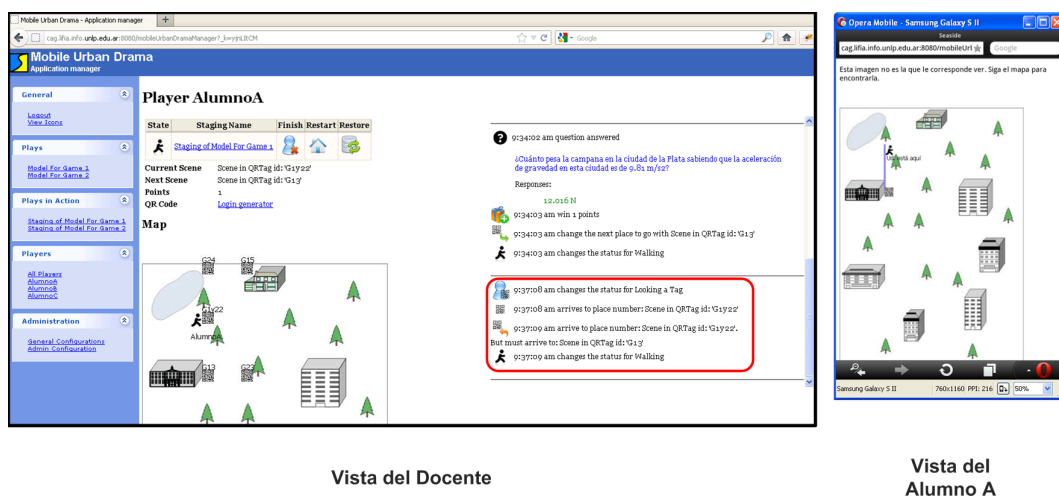 Mobile Urban Drama - Application manager
cag.lifia.info.unlp.edu.ar:8080/mobileUrbanDramaManager?_k=yjnLItCM
Google
Mobile Urban Drama
Application manager
General
Logout
View Icons
Plays
Model For Game 1
Model For Game 2
Plays in Action
Staging of Model For Game 1
Staging of Model For Game 2
Players
All Players
AlumnoA
AlumnoB
AlumnoC
Administration
General Configurations
Admin Configuration
Player AlumnoA
State Staging Name Finish Restart Restore
Staging of Model For Game 1
Current Scene Scene in QRTag id: 'G1y22'
Next Scene Scene in QRTag id: 'G13'
Points 1
QR Code Login generator
Map
G24 G15
G1y22
AlumnoA
G13 G23
9:34:02 am question answered
¿Cuánto pesa la campana en la ciudad de la Plata sabiendo que la aceleración
de gravedad en esta ciudad es de 9.81 m/s2?
Responses:
12.016 N
9:34:03 am win 1 points
9:34:03 am change the next place to go with Scene in QRTag id: 'G13'
9:34:03 am changes the status for Walking
9:37:08 am changes the status for Looking a Tag
9:37:08 am arrives to place number: Scene in QRTag id: 'G1y22'
9:37:09 am arrive to place number: Scene in QRTag id: 'G1y22'.
But must arrive to: Scene in QRTag id: 'G13'
9:37:09 am changes the status for Walking
Opera Mobile - Samsung Galaxy S II
Seaside
cag.lifia.info.unlp.edu.ar:8080/mobileUrl
Google
Esta imagen no es la que le corresponde ver. Siga el mapa para
encontrarla.
Ud. está aquí
Samsung Galaxy S II 760x1160 PPI: 216 50%
Vista del Docente
Vista del
Alumno A